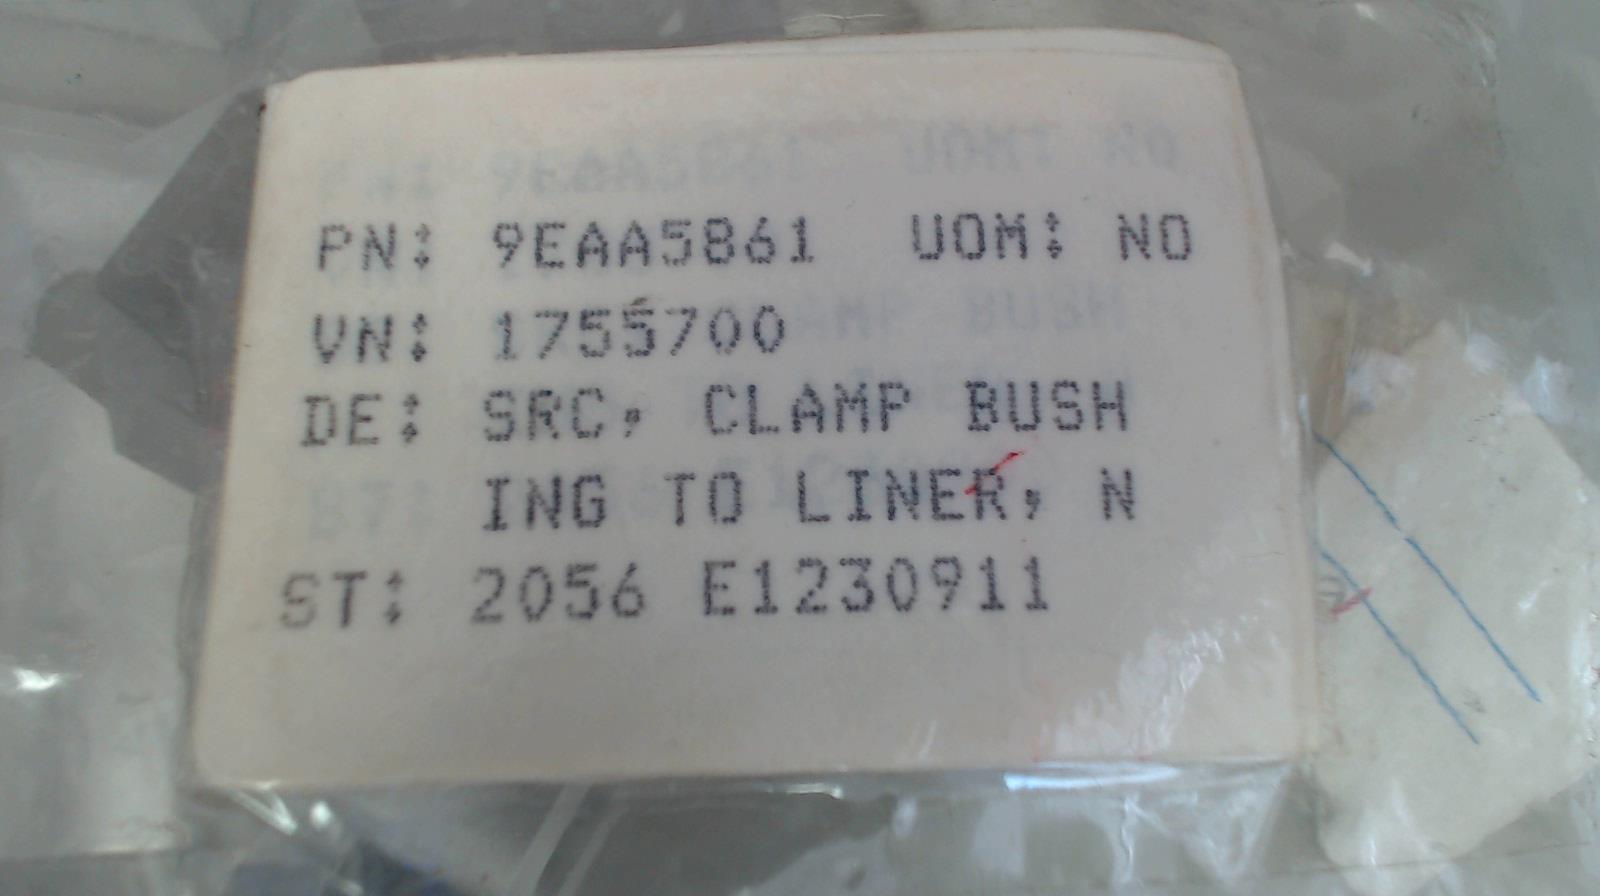 PN: 9EAA5861 UOM: NO
VN: 1755700
DE: SRC, CLAMP BUSH
ING TO LINER, N
ST: 2056 E1230911